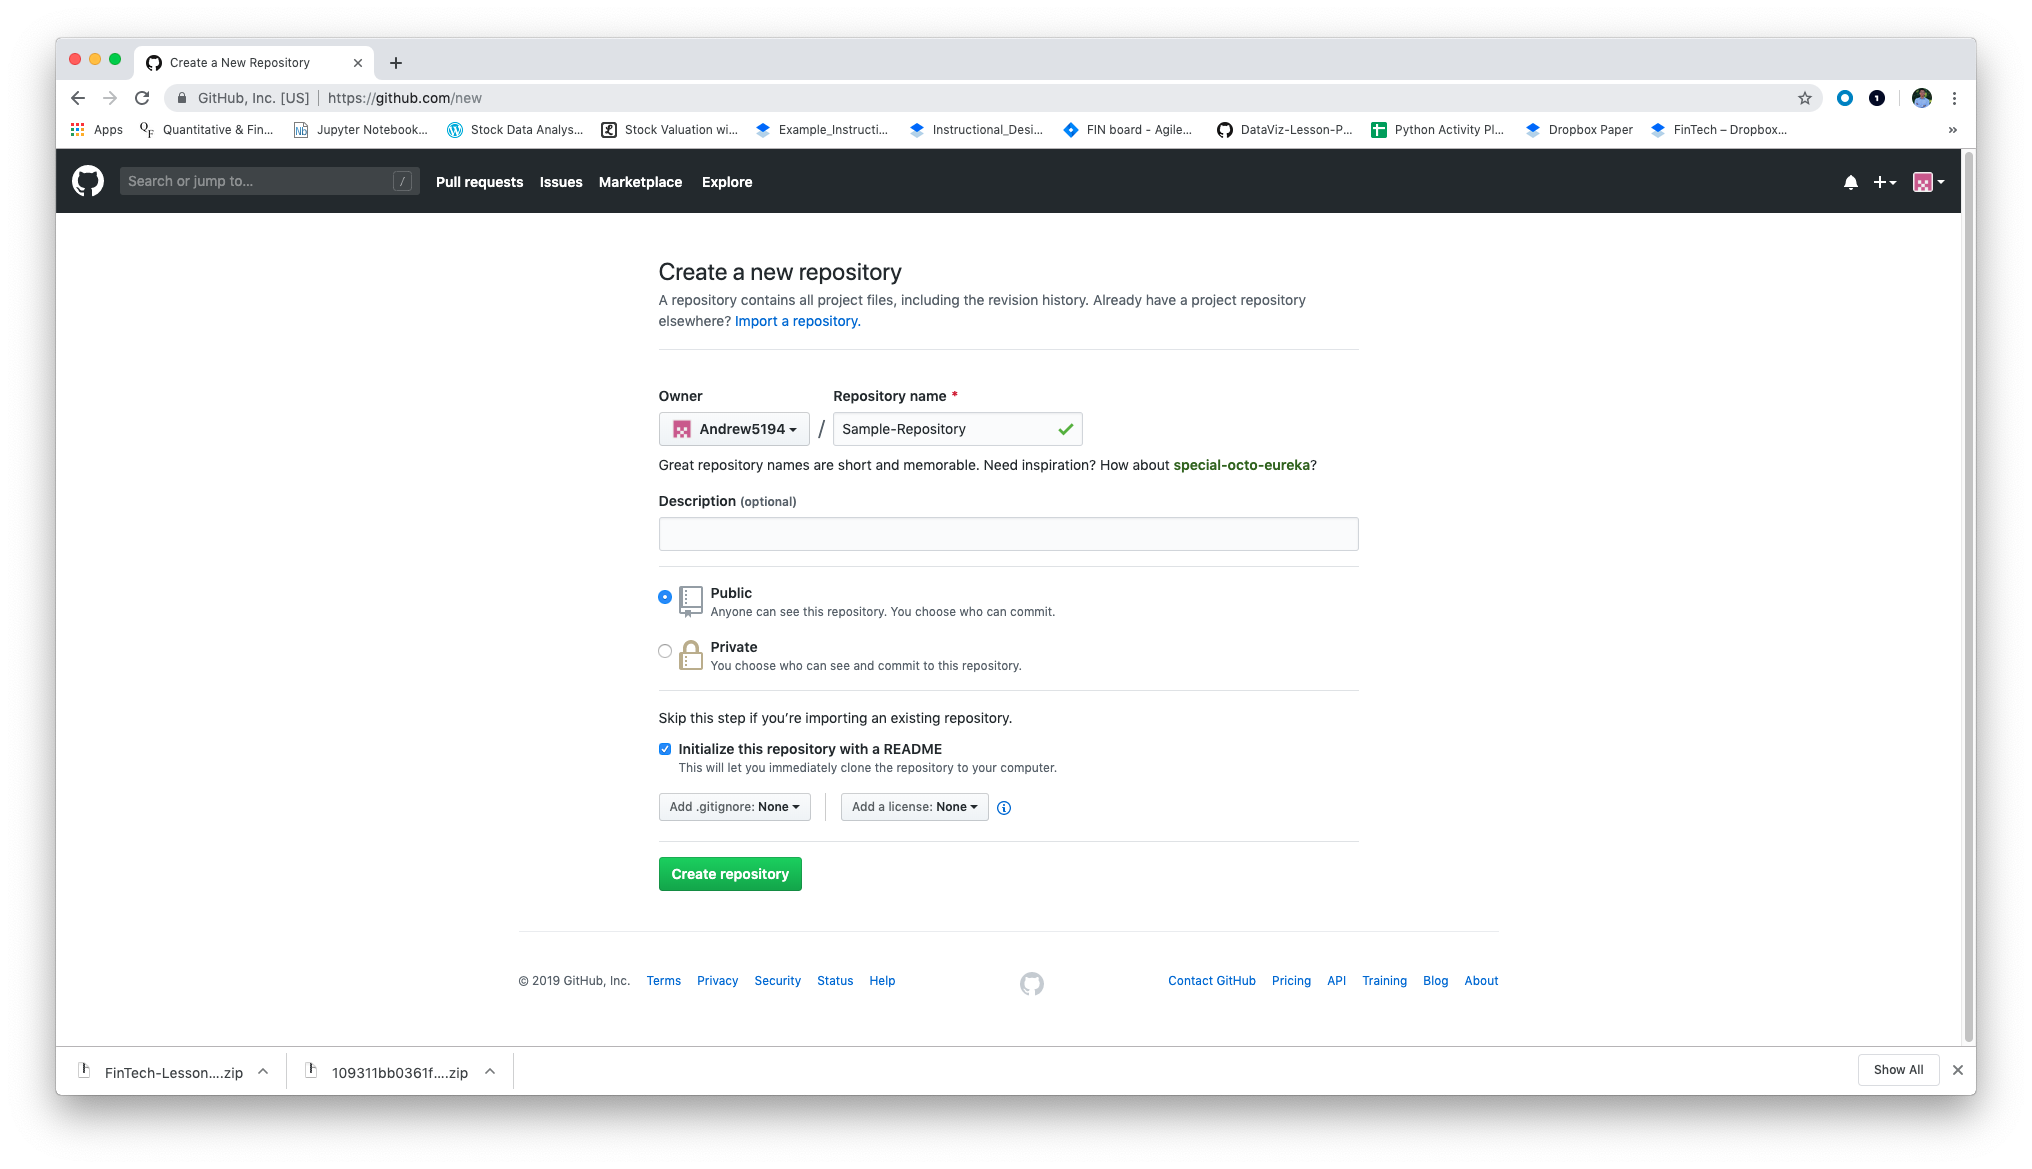 Create a New Repository
GitHub, Inc. [US] | https://github.com/new
Apps QF Quantitative & Fin... Nb Jupyter Notebook... Stock Data Analys... Stock Valuation wi... Example_Instructi... Instructional_Desi... FIN board - Agile... DataViz-Lesson-P... Python Activity Pl... Dropbox Paper FinTech – Dropbox... »
Search or jump to... / Pull requests Issues Marketplace Explore
Create a new repository
A repository contains all project files, including the revision history. Already have a project repository
elsewhere? Import a repository.
Owner Repository name *
Andrew5194 / Sample-Repository
Great repository names are short and memorable. Need inspiration? How about special-octo-eureka?
Description (optional)
Public
Anyone can see this repository. You choose who can commit.
Private
You choose who can see and commit to this repository.
Skip this step if you’re importing an existing repository.
Initialize this repository with a README
This will let you immediately clone the repository to your computer.
Add .gitignore: None Add a license: None
Create repository
© 2019 GitHub, Inc. Terms Privacy Security Status Help Contact GitHub Pricing API Training Blog About
FinTech-Lesson....zip 109311bb0361f....zip Show All